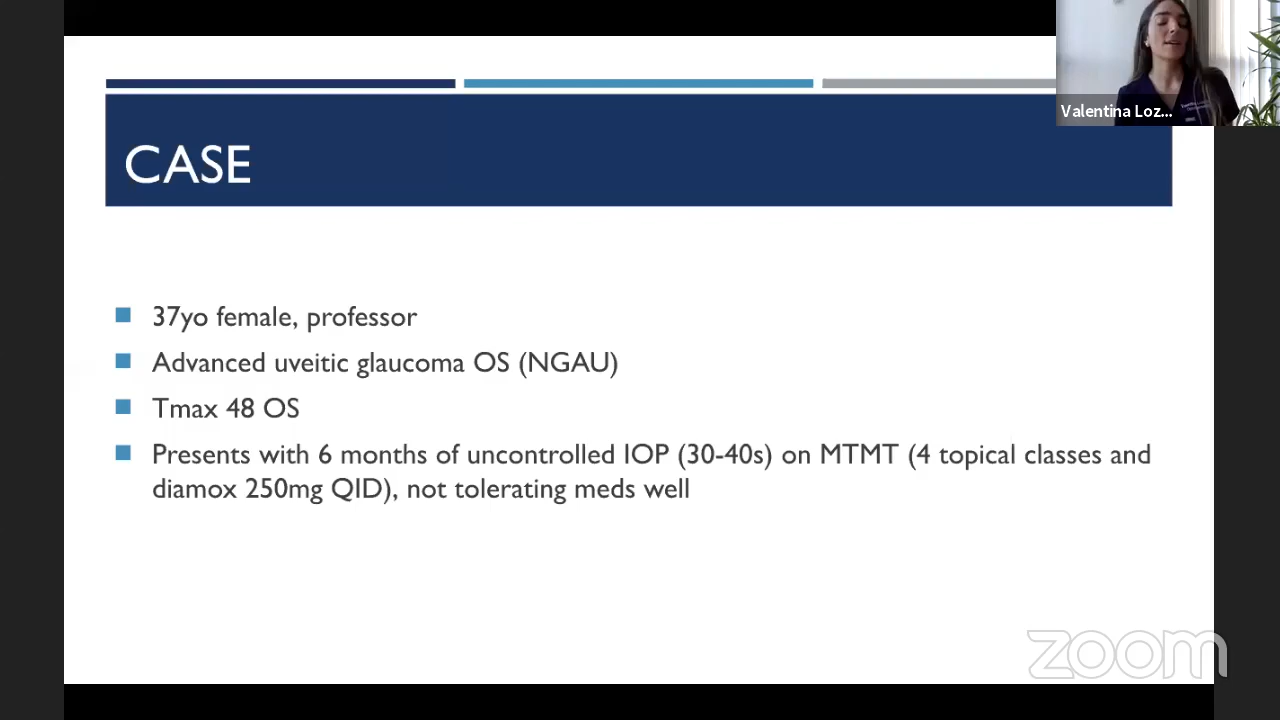 Valentina Loz...
CASE
37yo female, professor
Advanced uveitic glaucoma OS (NGAU)
Tmax 48 OS
Presents with 6 months of uncontrolled IOP (30-40s) on MTMT (4 topical classes and
diamox 250mg QID), not tolerating meds well
zoom